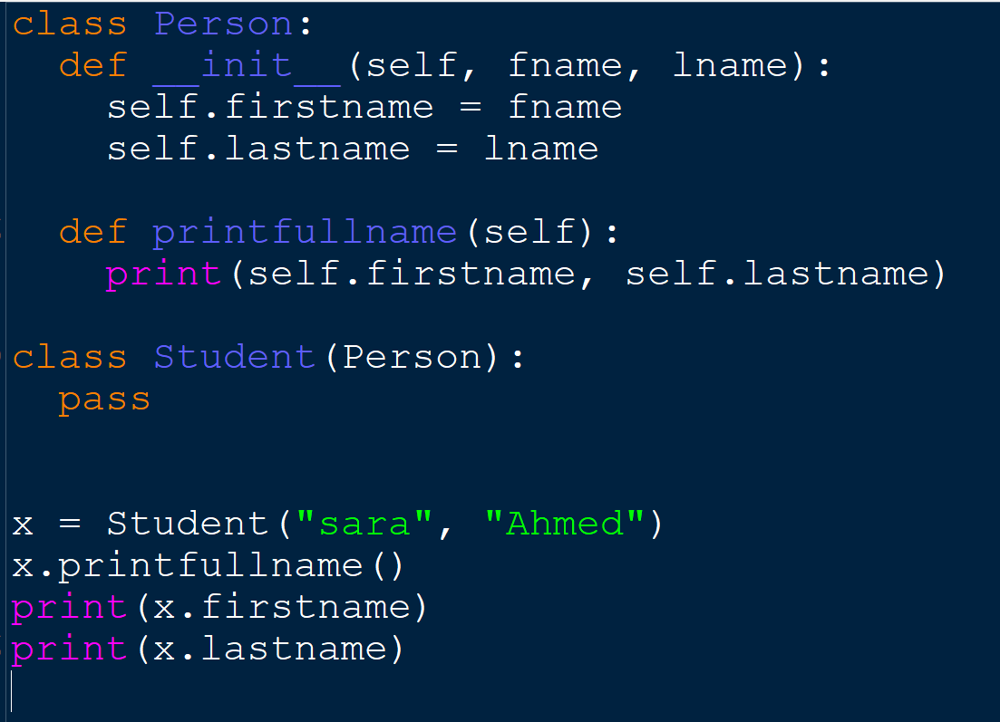 class Person:
  def __init__(self, fname, lname):
    self.firstname = fname
    self.lastname = lname

  def printfullname(self):
    print(self.firstname, self.lastname)

class Student(Person):
  pass


x = Student("sara", "Ahmed")
x.printfullname()
print(x.firstname)
print(x.lastname)